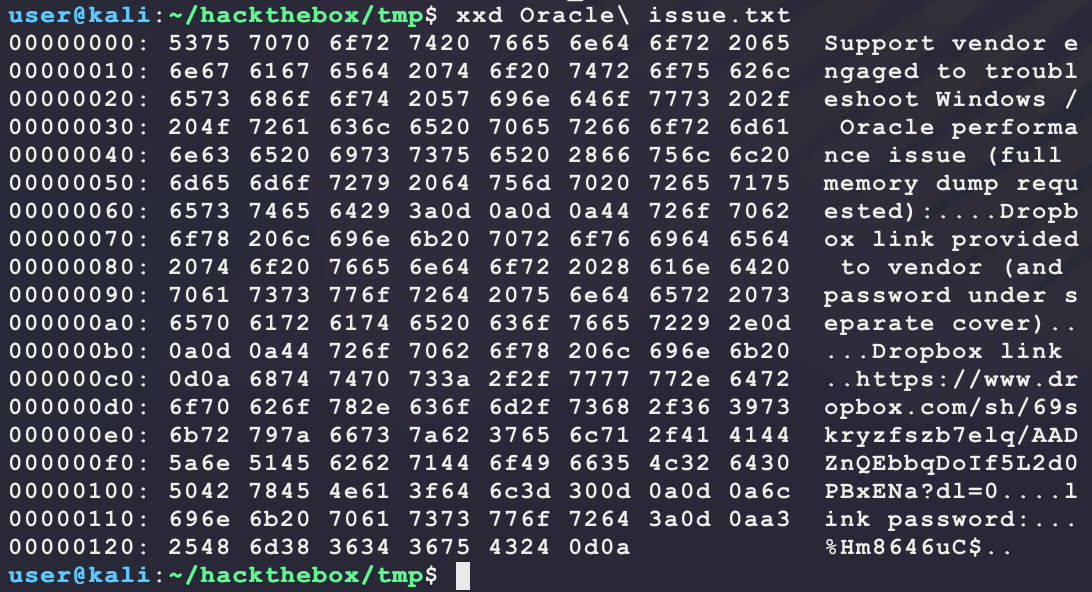 user@kali:~/hackthebox/tmp$ xxd Oracle\ issue.txt
00000000: 5375 7070 6f72 7420 7665 6e64 6f72 2065  Support vendor e
00000010: 6e67 6167 6564 2074 6f20 7472 6f75 626c  ngaged to troubl
00000020: 6573 686f 6f74 2057 696e 646f 7773 202f  eshoot Windows /
00000030: 204f 7261 636c 6520 7065 7266 6f72 6d61   Oracle performa
00000040: 6e63 6520 6973 7375 6520 2866 756c 6c20  nce issue (full 
00000050: 6d65 6d6f 7279 2064 756d 7020 7265 7175  memory dump requ
00000060: 6573 7465 6429 3a0d 0a0d 0a44 726f 7062  ested):....Dropb
00000070: 6f78 206c 696e 6b20 7072 6f76 6964 6564  ox link provided
00000080: 2074 6f20 7665 6e64 6f72 2028 616e 6420   to vendor (and 
00000090: 7061 7373 776f 7264 2075 6e64 6572 2073  password under s
000000a0: 6570 6172 6174 6520 636f 7665 7229 2e0d  eparate cover)..
000000b0: 0a0d 0a44 726f 7062 6f78 206c 696e 6b20  ...Dropbox link 
000000c0: 0d0a 6874 7470 733a 2f2f 7777 772e 6472  ..https://www.dr
000000d0: 6f70 626f 782e 636f 6d2f 7368 2f36 3973  opbox.com/sh/69s
000000e0: 6b72 797a 6673 7a62 3765 6c71 2f41 4144  kryzfszb7elq/AAD
000000f0: 5a6e 5145 6262 7144 6f49 6635 4c32 6430  ZnQEbbqDoIf5L2d0
00000100: 5042 7845 4e61 3f64 6c3d 300d 0a0d 0a6c  PBxENa?dl=0....l
00000110: 696e 6b20 7061 7373 776f 7264 3a0d 0aa3  ink password:...
00000120: 2548 6d38 3634 3675 4324 0d0a            %Hm8646uC$..
user@kali:~/hackthebox/tmp$